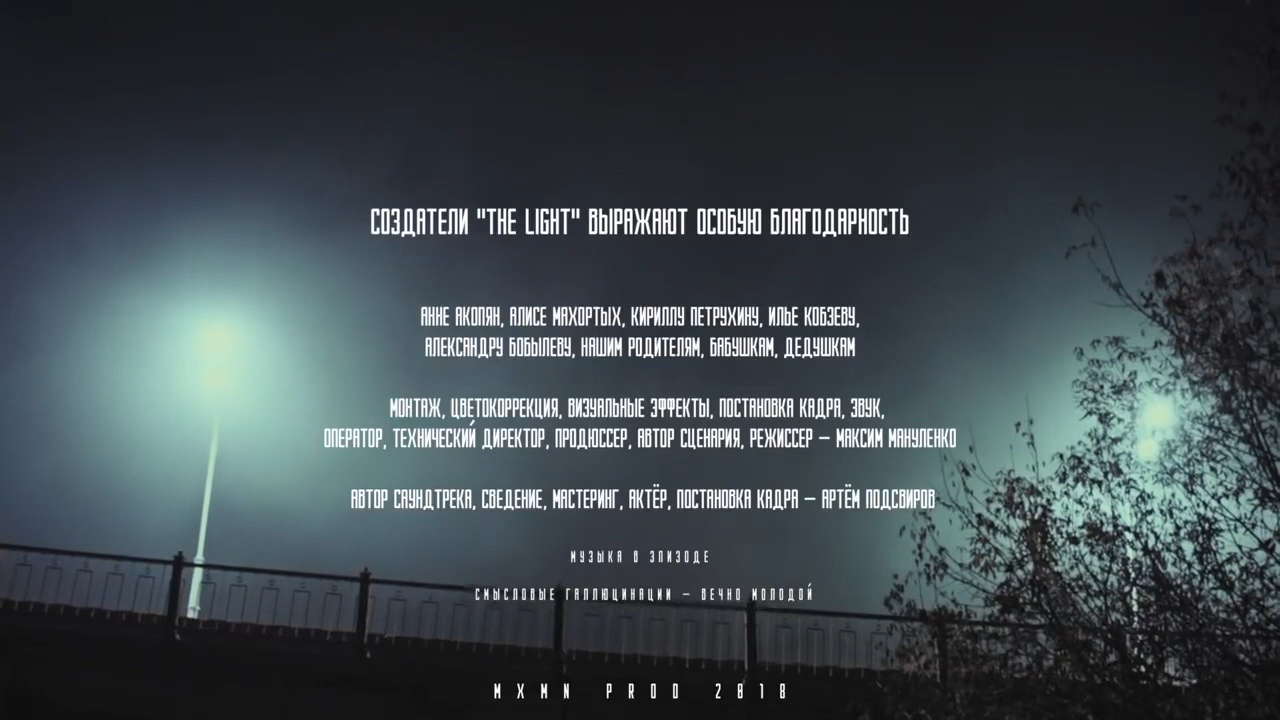 СОЗДАТЕЛИ "THE LIGHT" ВЫРАЖАЮТ ОСОБУЮ БЛАГОДАРНОСТЬ
АННЕ АКОПЯН, АЛИСЕ МАХОРТЫХ, КИРИЛЛУ ПЕТРУХИНУ, ИЛЬЕ КОБЗЕВУ,
АЛЕКСАНДРУ БОБЫЛЕВУ, НАШИМ РОДИТЕЛЯМ, БАБУШКАМ, ДЕДУШКАМ
МОНТАЖ, ЦВЕТОКОРРЕКЦИЯ, ВИЗУАЛЬНЫЕ ЭФФЕКТЫ, ПОСТАНОВКА КАДРА, ЗВУК,
ОПЕРАТОР, ТЕХНИЧЕСКИЙ ДИРЕКТОР, ПРОДЮССЕР, АВТОР СЦЕНАРИЯ, РЕЖИССЕР — МАКСИМ МАНУЛЕНКО
АВТОР САУНДТРЕКА, СВЕДЕНИЕ, МАСТЕРИНГ, АКТЁР, ПОСТАНОВКА КАДРА — АРТЁМ ПОДСВИРОВ
МУЗЫКА В ЭПИЗОДЕ
СМЫСЛОВЫЕ ГАЛЛЮЦИНАЦИИ — ВЕЧНО МОЛОДОЙ
MXMN PROD 2018